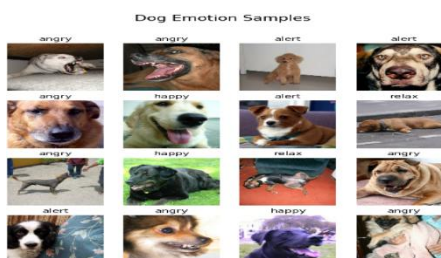 Dog Emotion Samples
angry angry alert alert
angry happy alert relax
angry happy relax angry
alert angry happy angry